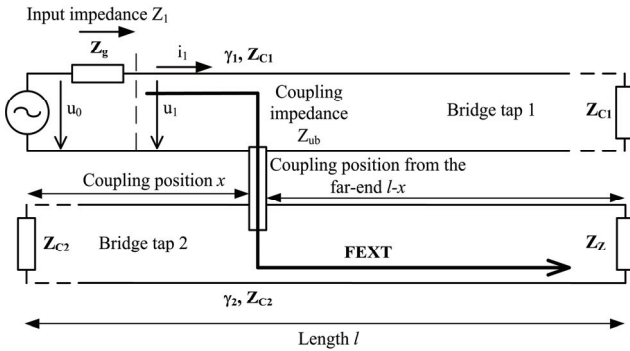 Input impedance Z1
Zg
i1
γ1, ZC1
u0
u1
Coupling
impedance
Zub
Bridge tap 1
ZC1
Coupling position x
Coupling position from the
far-end l-x
ZC2
Bridge tap 2
FEXT
ZZ
γ2, ZC2
Length l